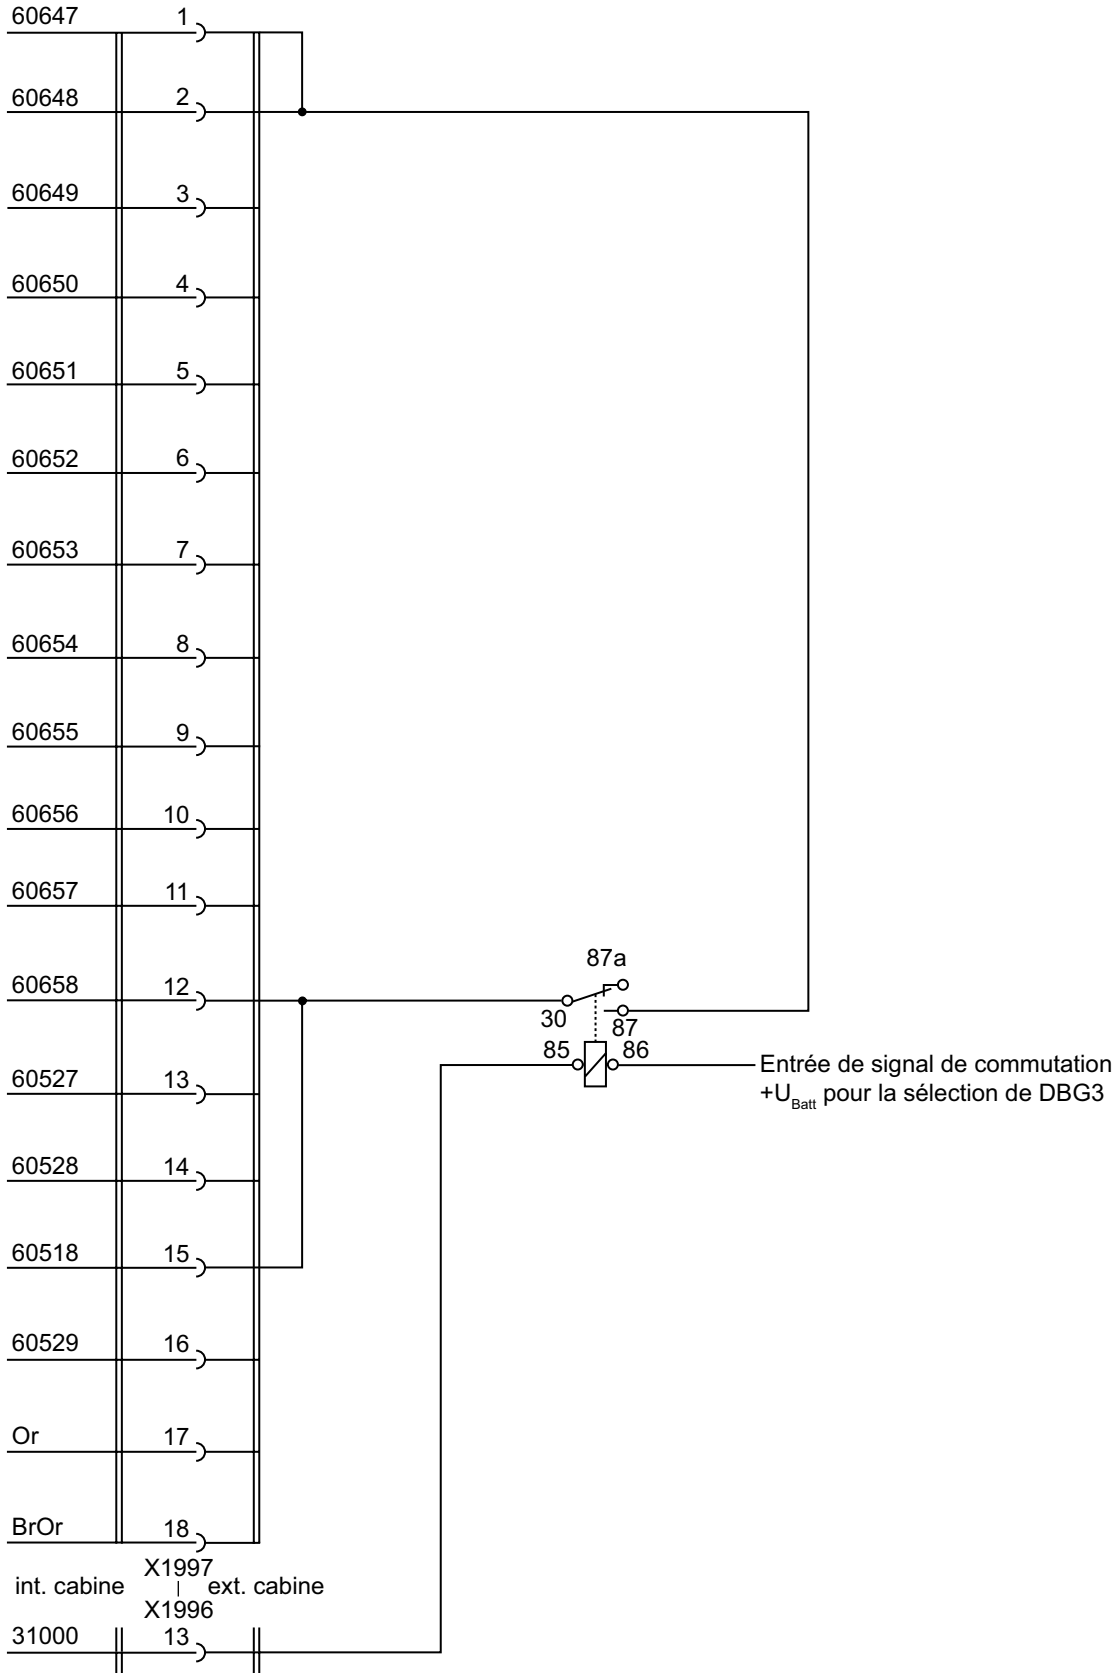 60647 1
60648 2
60649 3
60650 4
60651 5
60652 6
60653 7
60654 8
60655 9
60656 10
60657 11
87a
60658 12
30
87
85 86
Entrée de signal de commutation
+UBatt pour la sélection de DBG3
60527 13
60528 14
60518 15
60529 16
Or 17
BrOr 18
X1997
int. cabine ext. cabine
X1996
31000 13